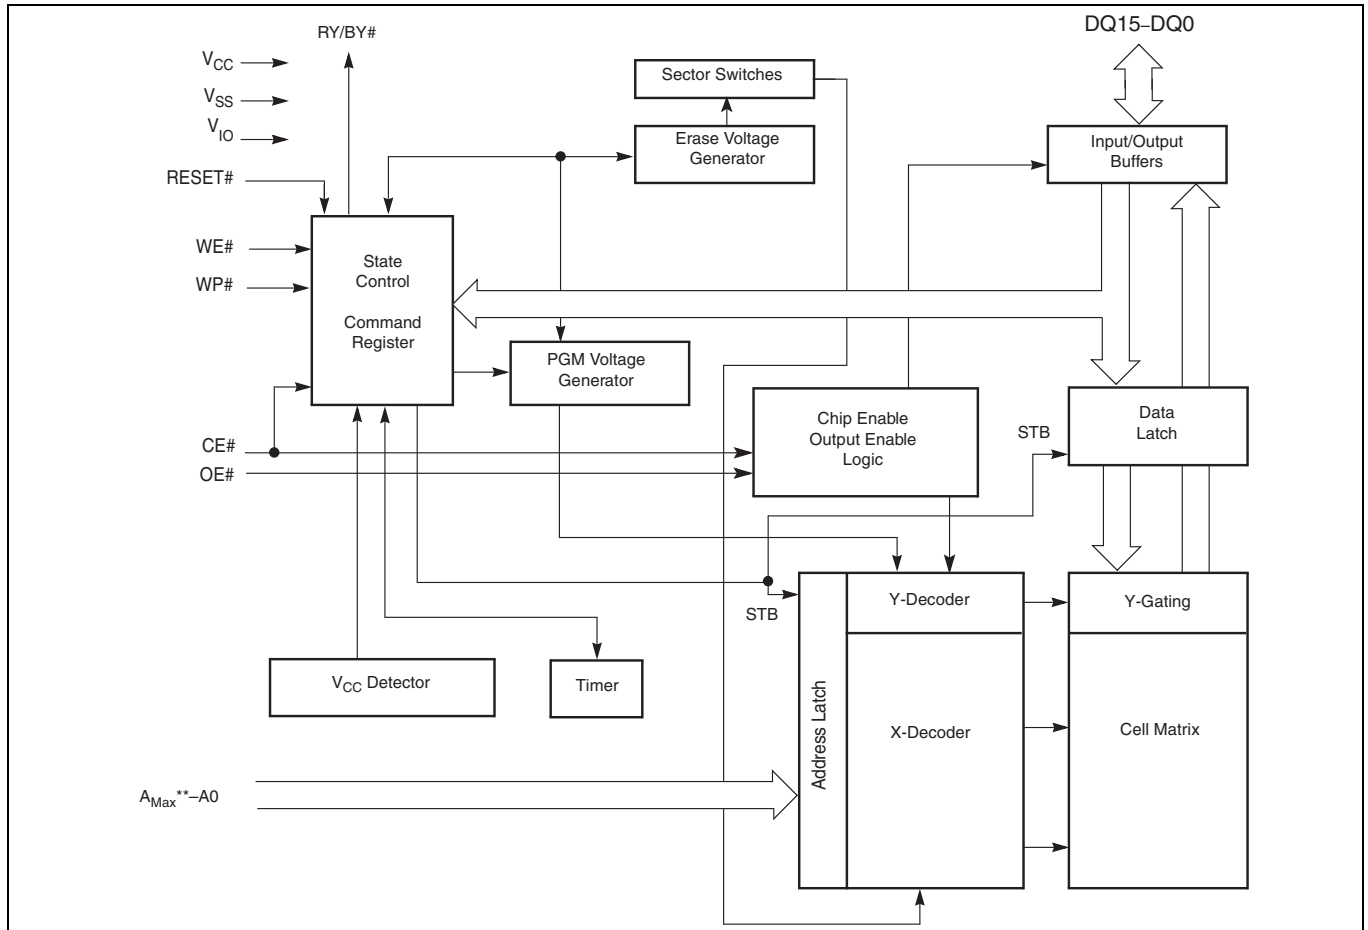 RY/BY#
DQ15–DQ0
VCC
VSS
VIO
RESET#
WE#
WP#
CE#
OE#
Sector Switches
Erase Voltage
Generator
Input/Output
Buffers
State
Control
Command
Register
PGM Voltage
Generator
Chip Enable
Output Enable
Logic
STB
Data
Latch
STB
Y-Decoder
Y-Gating
VCC Detector
Timer
Address Latch
X-Decoder
Cell Matrix
AMax**–A0